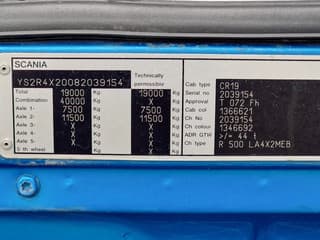 SCANIA
YS2R4X20082039154
Technically
permissible
Total 19000 Kg 19000 Kg
Combination 40000 Kg X Kg
Axle 1- 7500 Kg 7500 Kg
Axle 2- 11500 Kg 11500 Kg
Axle 3- X Kg X Kg
Axle 4- X Kg X Kg
Axle 5- X Kg X Kg
5 th wheel X Kg X Kg
Cab type CR19
Serial no 2039154
Approval T 072 Fh
Cab col 1366621
Ch No 2039154
Ch colour 1346692
ADR GTW >/= 44 t
Ch type R 500 LA4X2MEB